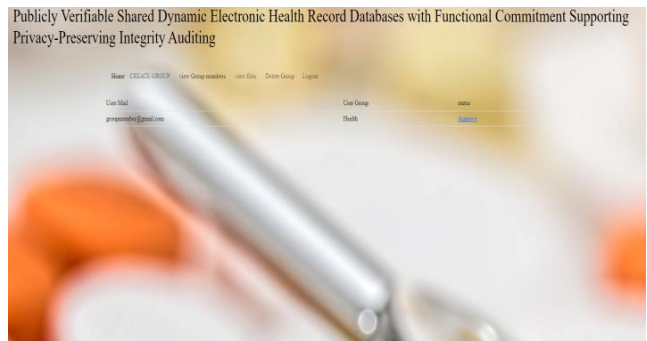 Publicly Verifiable Shared Dynamic Electronic Health Record Databases with Functional Commitment Supporting
Privacy-Preserving Integrity Auditing
Home CREATE GROUP view Group members view files Delete Group Logout
User Mail User Group status
groupmember@gmail.com Health Approve